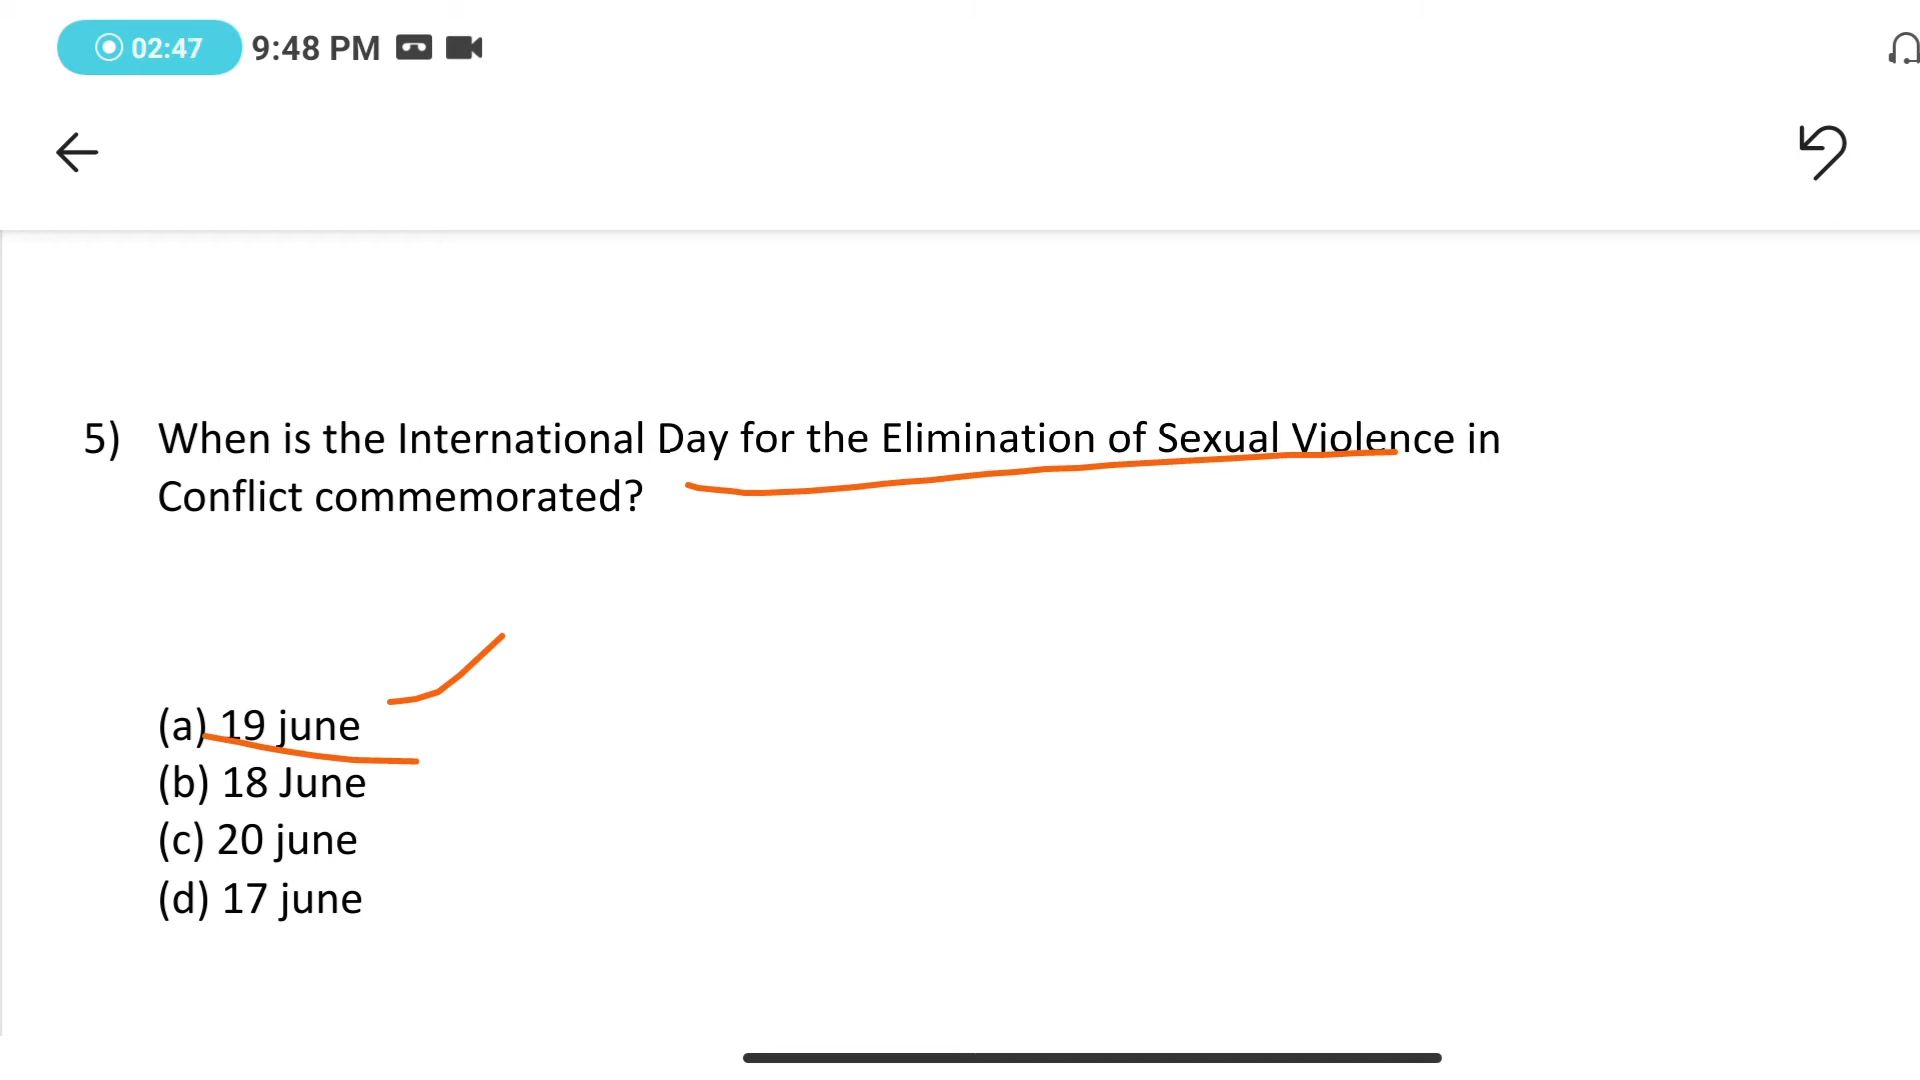 02:47 9:48 PM
5) When is the International Day for the Elimination of Sexual Violence in
Conflict commemorated?
(a) 19 june
(b) 18 June
(c) 20 june
(d) 17 june